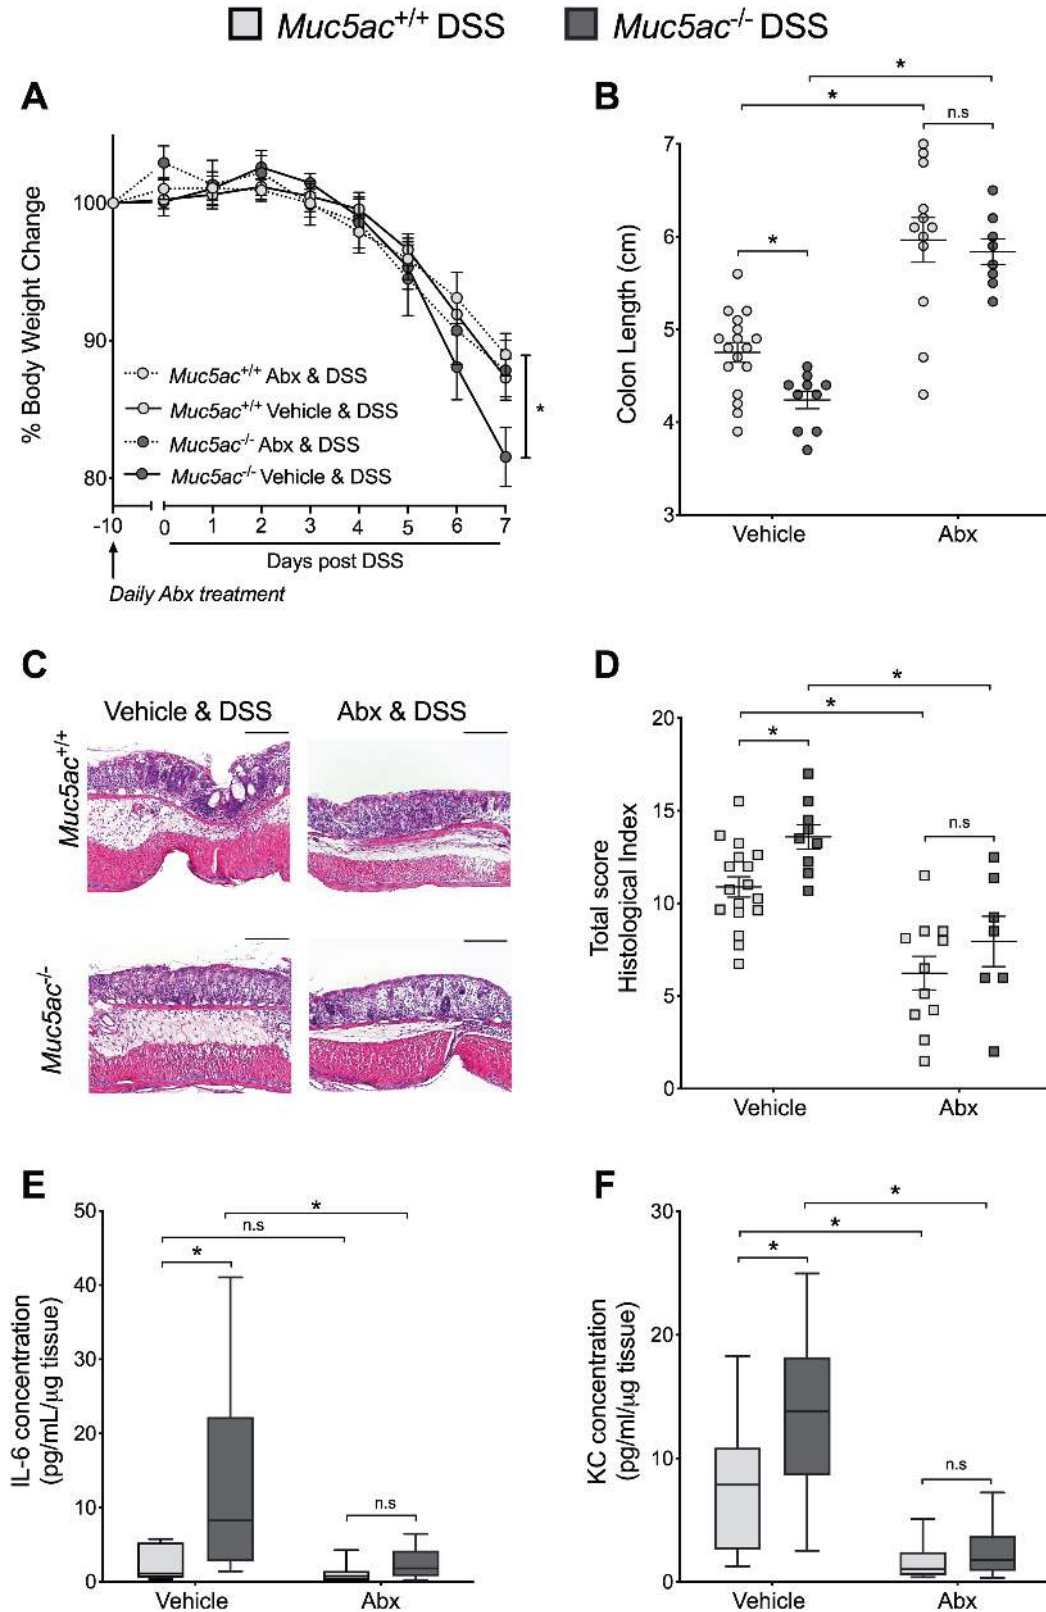 Muc5ac+/+ DSS
Muc5ac-/- DSS
A
% Body Weight Change
100
90
80
Muc5ac+/+ Abx & DSS
Muc5ac+/+ Vehicle & DSS
Muc5ac-/- Abx & DSS
Muc5ac-/- Vehicle & DSS
*
-10 0 1 2 3 4 5 6 7
Days post DSS
Daily Abx treatment
B
*
*
n.s
*
Colon Length (cm)
7
6
5
4
3
Vehicle Abx
C
Vehicle & DSS Abx & DSS
Muc5ac+/+
Muc5ac-/-
D
*
*
*
n.s
Total score
Histological Index
20
15
10
5
0
Vehicle Abx
E
*
n.s
*
n.s
IL-6 concentration
(pg/mL/μg tissue)
50
40
30
20
10
0
Vehicle Abx
F
*
*
*
n.s
KC concentration
(pg/ml/μg tissue)
30
20
10
0
Vehicle Abx